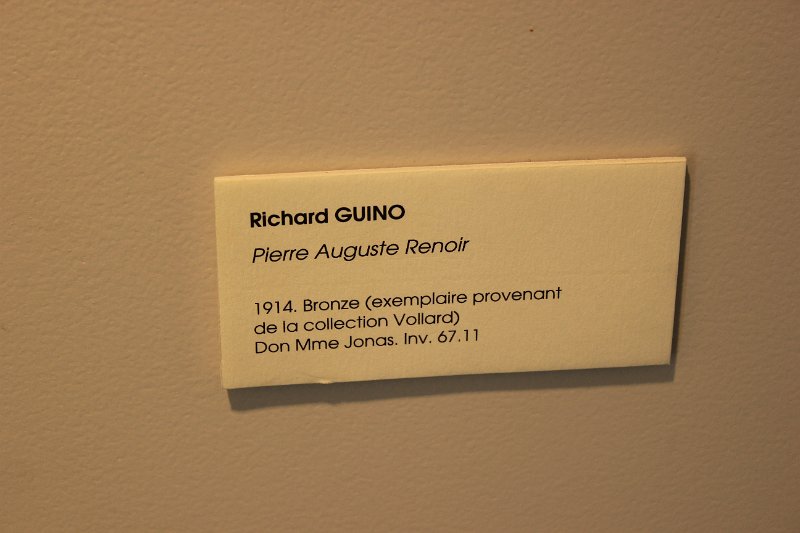 Richard GUINO
Pierre Auguste Renoir
1914. Bronze (exemplaire provenant
de la collection Vollard)
Don Mme Jonas. Inv. 67.11